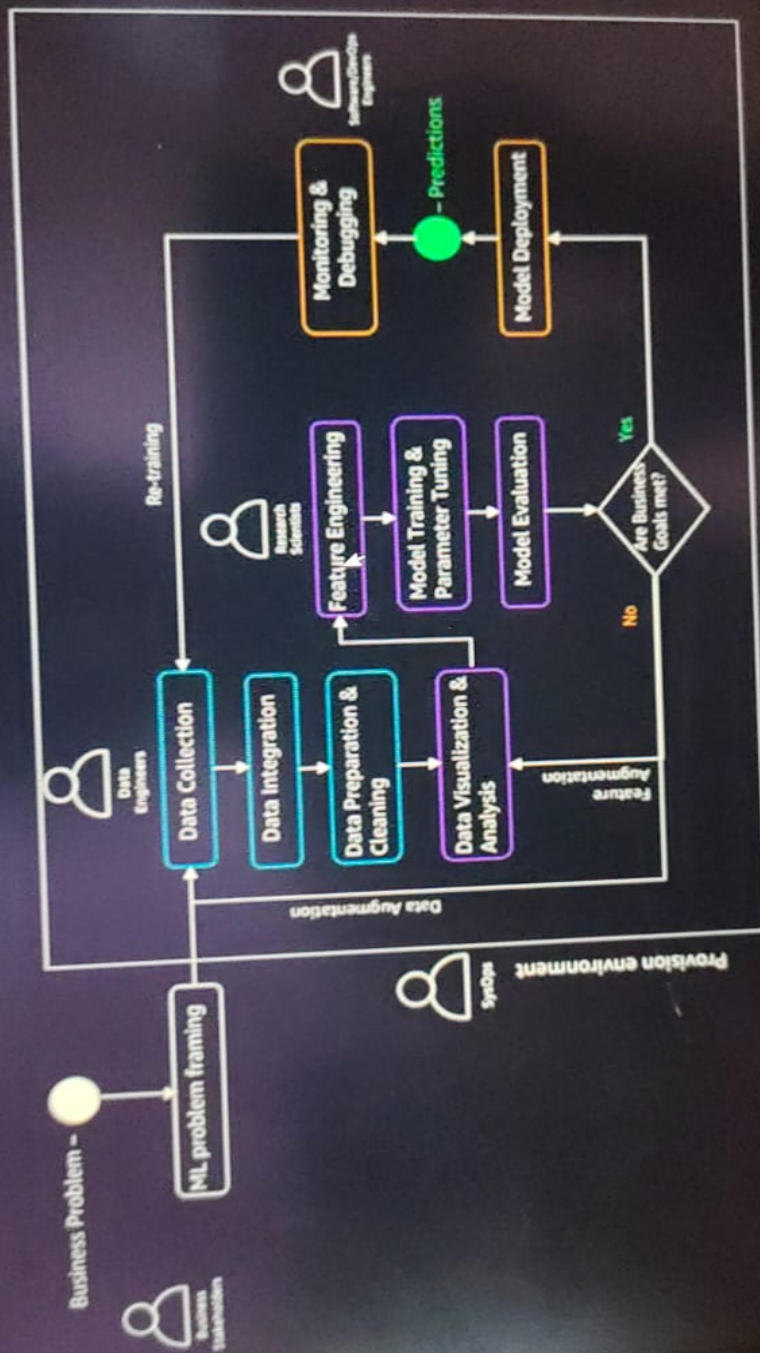 Business Problem –
Business
Stakeholders
ML problem framing
SysOps
Provision environment
Data
Engineers
Data Collection
Data Integration
Data Preparation &
Cleaning
Data Visualization &
Analysis
Data Augmentation
Feature
Augmentation
Re-training
Research
Scientists
Feature Engineering
Model Training &
Parameter Tuning
Model Evaluation
Are Business
Goals met?
No
Yes
Software/DevOps
Engineers
Monitoring &
Debugging
– Predictions
Model Deployment